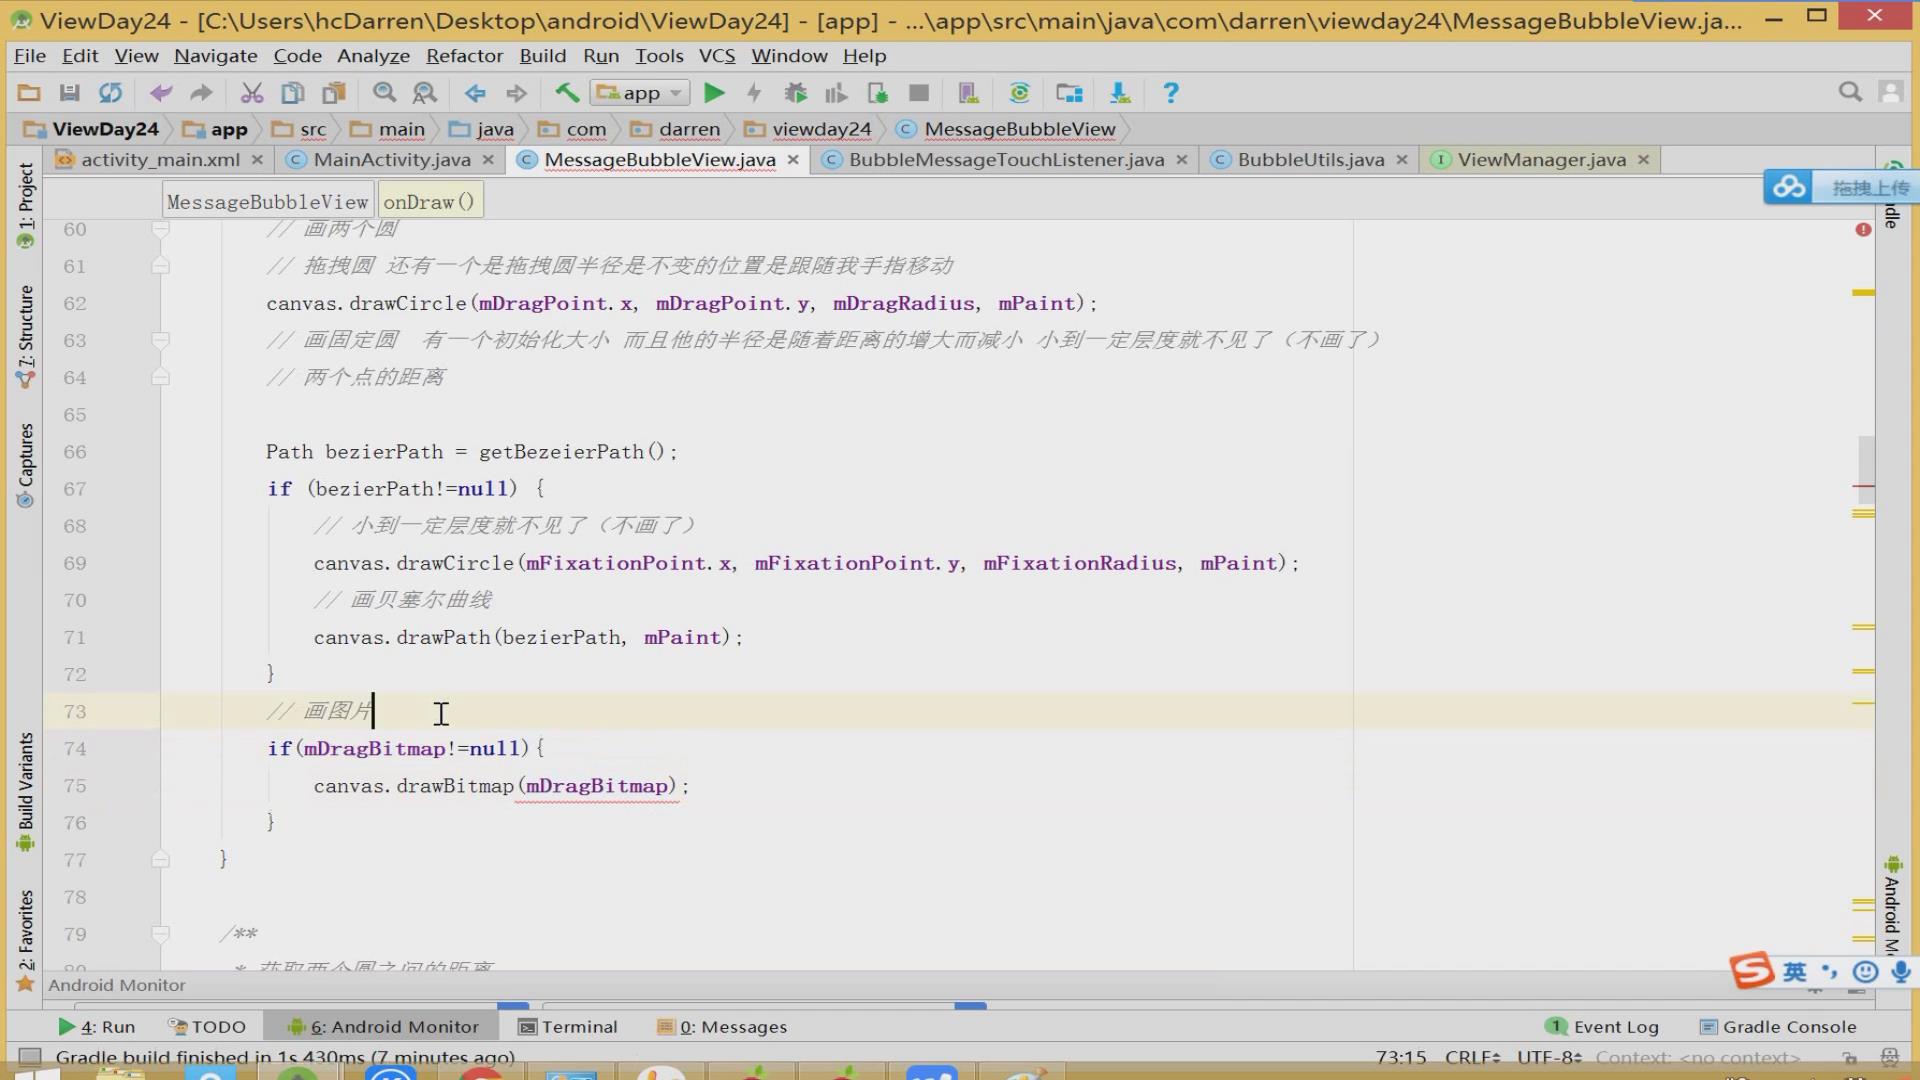 ViewDay24 - [C:\Users\hcDarren\Desktop\android\ViewDay24] - [app] - ...\app\src\main\java\com\darren\viewday24\MessageBubbleView.ja...
File Edit View Navigate Code Analyze Refactor Build Run Tools VCS Window Help
app
ViewDay24 app src main java com darren viewday24 MessageBubbleView
activity_main.xml MainActivity.java MessageBubbleView.java BubbleMessageTouchListener.java BubbleUtils.java ViewManager.java
拖拽上传
MessageBubbleView onDraw()
60 // 画两个圆
61 // 拖拽圆 还有一个是拖拽圆半径是不变的位置是跟随我手指移动
62 canvas.drawCircle(mDragPoint.x, mDragPoint.y, mDragRadius, mPaint);
63 // 画固定圆 有一个初始化大小 而且他的半径是随着距离的增大而减小 小到一定层度就不见了（不画了）
64 // 两个点的距离
65
66 Path bezierPath = getBezeierPath();
67 if (bezierPath!=null) {
68 // 小到一定层度就不见了（不画了）
69 canvas.drawCircle(mFixationPoint.x, mFixationPoint.y, mFixationRadius, mPaint);
70 // 画贝塞尔曲线
71 canvas.drawPath(bezierPath, mPaint);
72 }
73 // 画图片
74 if(mDragBitmap!=null){
75 canvas.drawBitmap(mDragBitmap);
76 }
77 }
78
79 /**
80 * 获取两个圆之间的距离
1: Project
7: Structure
Captures
Build Variants
2: Favorites
dle
Android M
英
Android Monitor
4: Run TODO 6: Android Monitor Terminal 0: Messages 1 Event Log Gradle Console
Gradle build finished in 1s 430ms (7 minutes ago) 73:15 CRLF UTF-8 Context: <no context>